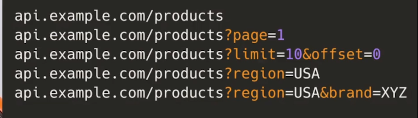 api.example.com/products
api.example.com/products?page=1
api.example.com/products?limit=10&offset=0
api.example.com/products?region=USA
api.example.com/products?region=USA&brand=XYZ